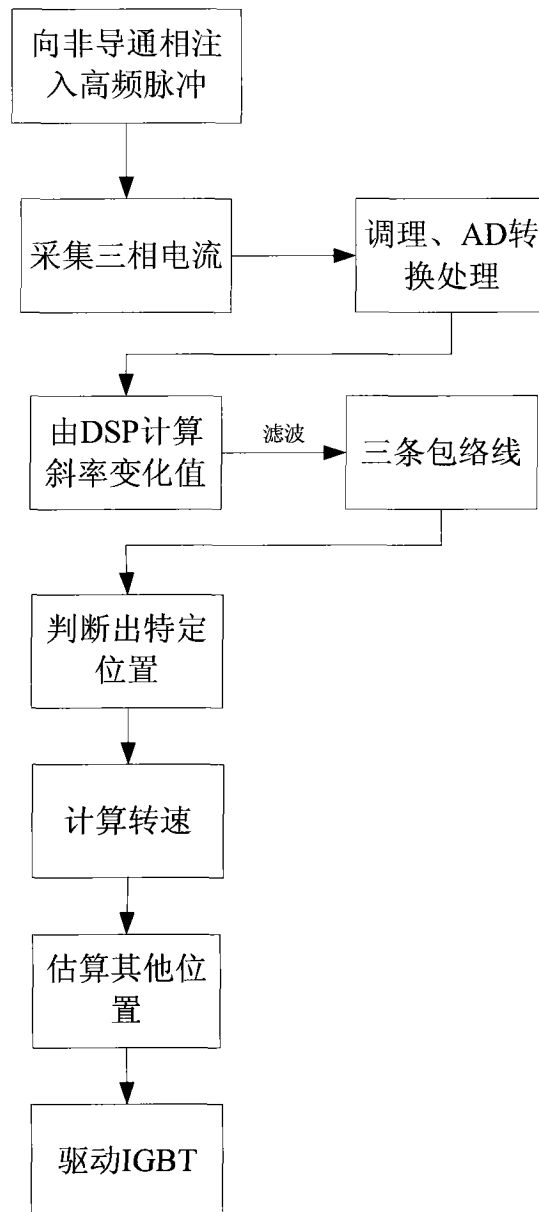 向非导通相注
入高频脉冲
采集三相电流
调理、AD转
换处理
由DSP计算
斜率变化值
滤波
三条包络线
判断出特定
位置
计算转速
估算其他位
置
驱动IGBT